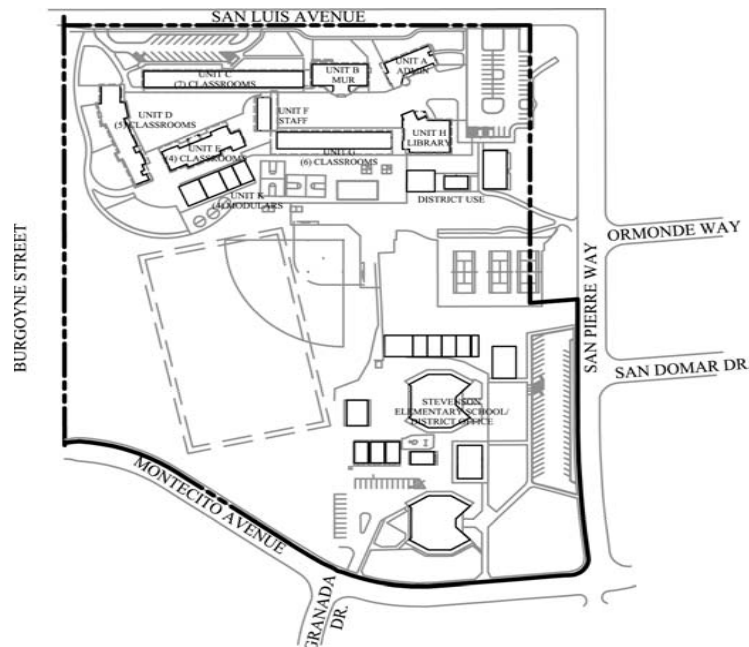 SAN LUIS AVENUE
UNIT A
ADMIN
UNIT B
MUR
UNIT C
(7) CLASSROOMS
UNIT D
(5) CLASSROOMS
UNIT F
STAFF
UNIT E
(4) CLASSROOMS
UNIT G
(6) CLASSROOMS
UNIT H
LIBRARY
UNIT K
(4) MODULARS
DISTRICT USE
BURGOYNE STREET
ORMONDE WAY
SAN PIERRE WAY
SAN DOMAR DR.
STEVENSON
ELEMENTARY SCHOOL/
DISTRICT OFFICE
MONTECITO AVENUE
GRANADA
DR.